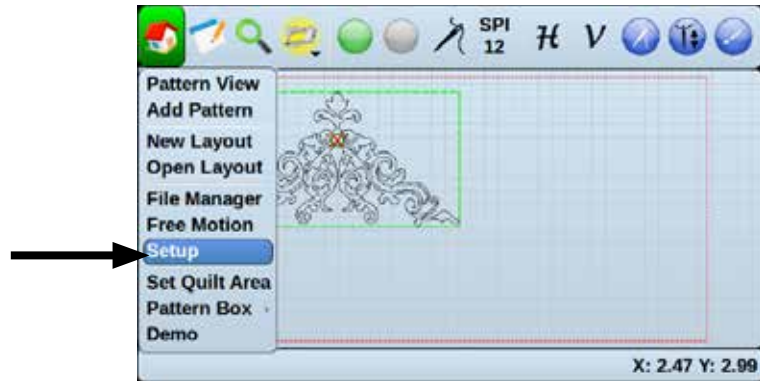 SPI
12
H V
Pattern View
Add Pattern
New Layout
Open Layout
File Manager
Free Motion
Setup
Set Quilt Area
Pattern Box
Demo
X: 2.47 Y: 2.99